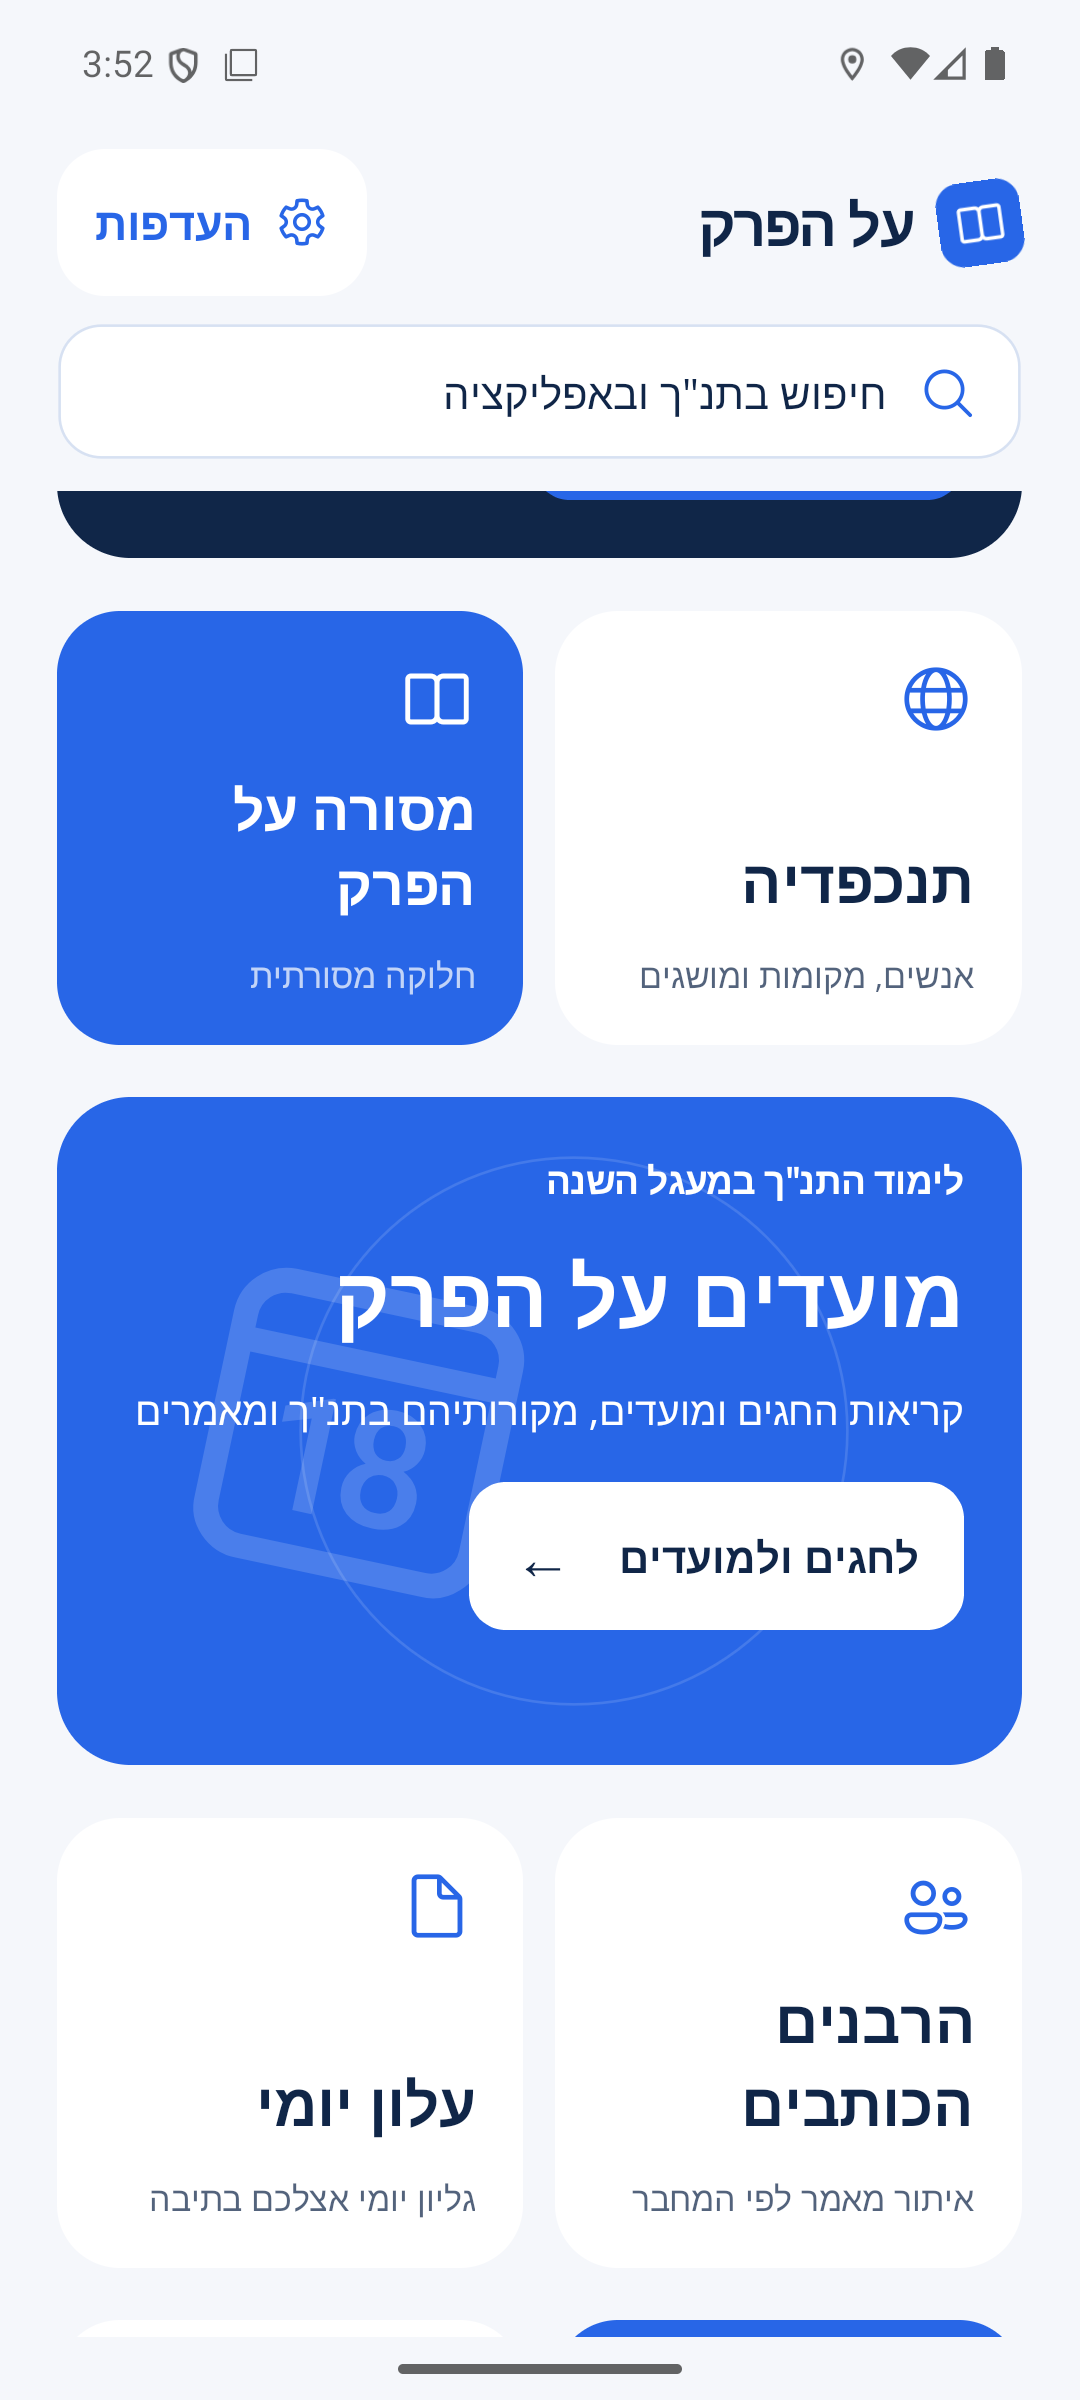 3:52
על הפרק
העדפות
חיפוש בתנ"ך ובאפליקציה
תנכפדיה
אנשים, מקומות ומושגים
מסורה על
הפרק
חלוקה מסורתית
לימוד התנ"ך במעגל השנה
מועדים על הפרק
קריאות החגים ומועדים, מקורותיהם בתנ"ך ומאמרים
18
לחגים ולמועדים ←
הרבנים
הכותבים
איתור מאמר לפי המחבר
עלון יומי
גליון יומי אצלכם בתיבה